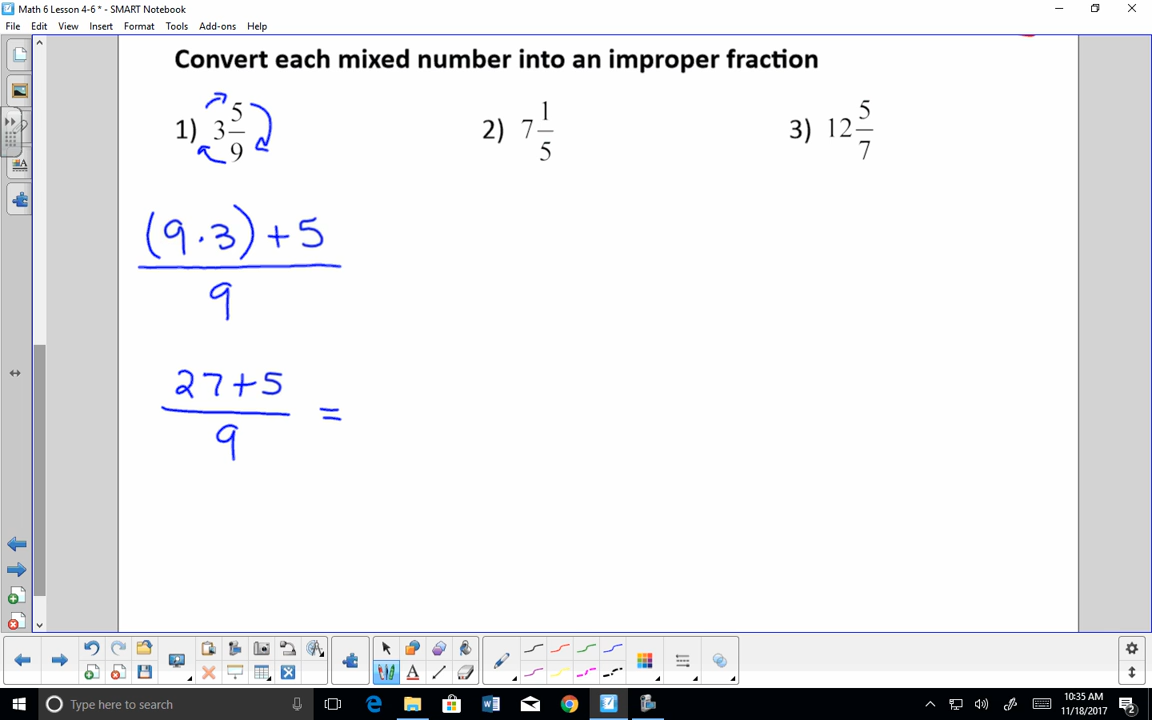 Math 6 Lesson 4-6 * - SMART Notebook
File Edit View Insert Format Tools Add-ons Help
Convert each mixed number into an improper fraction
1) 3 5/9 2) 7 1/5 3) 12 5/7
(9·3)+5
9
27+5
9
=
Type here to search
10:35 AM
11/18/2017
2